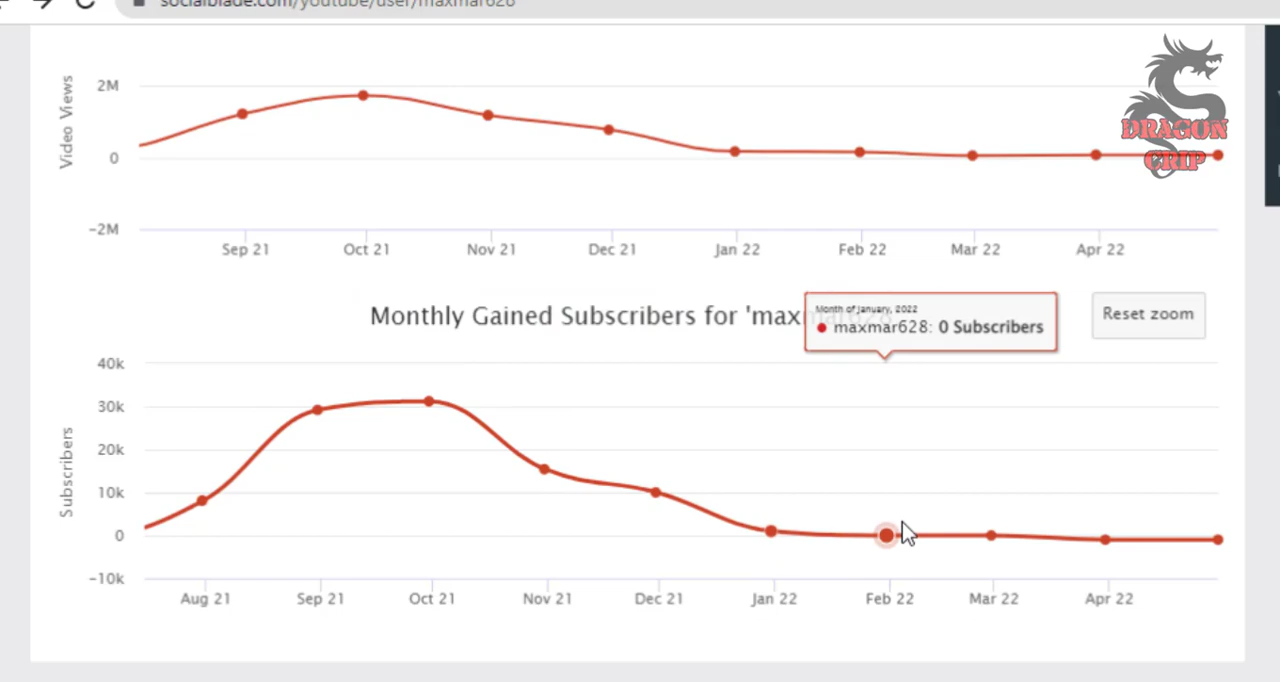 socialblade.com/youtube/user/maxmar628
Video Views
2M
0
-2M
Sep 21
Oct 21
Nov 21
Dec 21
Jan 22
Feb 22
Mar 22
Apr 22
DRAGON
CRIP
Monthly Gained Subscribers for 'maxmar628'
Month of January, 2022
maxmar628: 0 Subscribers
Reset zoom
Subscribers
40k
30k
20k
10k
0
-10k
Aug 21
Sep 21
Oct 21
Nov 21
Dec 21
Jan 22
Feb 22
Mar 22
Apr 22